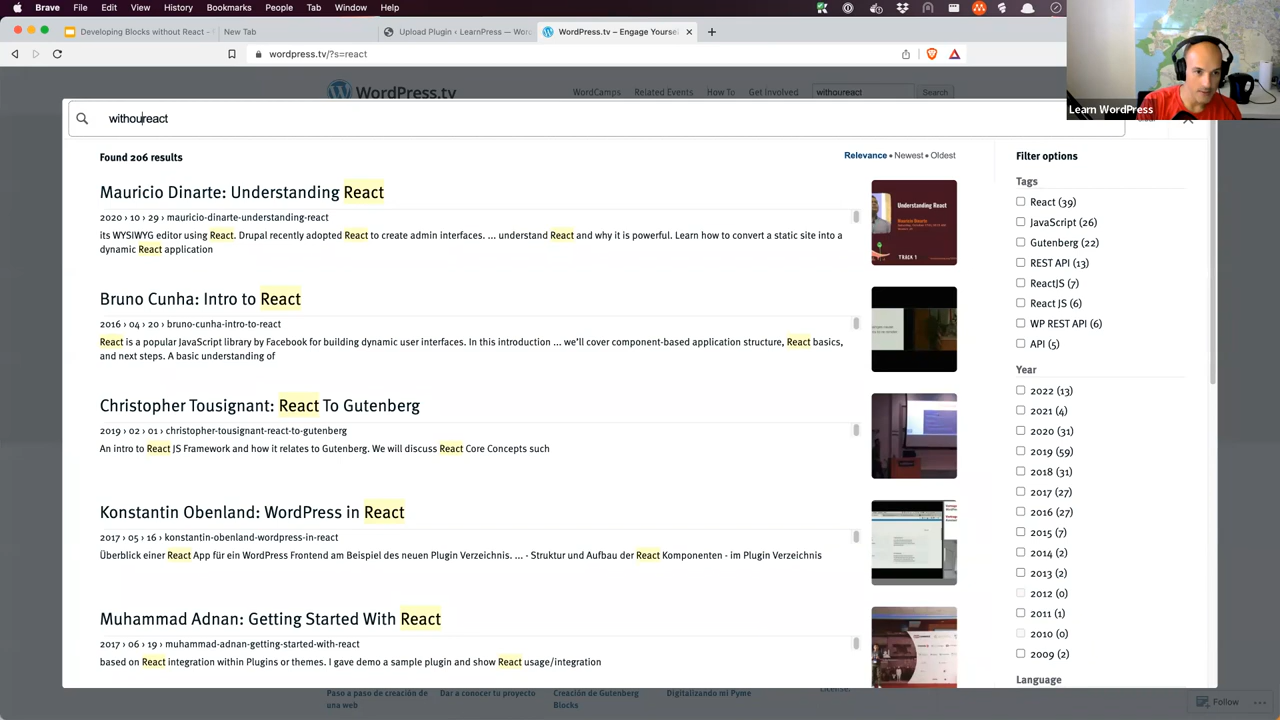 Brave File Edit View History Bookmarks People Tab Window Help
Developing Blocks without React -
New Tab
Upload Plugin ‹ LearnPress — Word
WordPress.tv – Engage Yourself
wordpress.tv/?s=react
WordPress.tv
WordCamps Related Events How To Get Involved
withoureact
Search
Learn WordPress
withoureact
Found 206 results
Relevance • Newest • Oldest
Mauricio Dinarte: Understanding React
2020 › 10 › 29 › mauricio-dinarte-understanding-react
its WYSIWYG editor using React. Drupal recently adopted React to create admin interfaces. ... understand React and why it is powerful. Learn how to convert a static site into a
dynamic React application
Understanding React
TRACK 1
Bruno Cunha: Intro to React
2016 › 04 › 20 › bruno-cunha-intro-to-react
React is a popular JavaScript library by Facebook for building dynamic user interfaces. In this introduction ... we'll cover component-based application structure, React basics,
and next steps. A basic understanding of
Christopher Tousignant: React To Gutenberg
2019 › 02 › 01 › christopher-tousignant-react-to-gutenberg
An intro to React JS Framework and how it relates to Gutenberg. We will discuss React Core Concepts such
Konstantin Obenland: WordPress in React
2017 › 05 › 16 › konstantin-obenland-wordpress-in-react
Überblick einer React App für ein WordPress Frontend am Beispiel des neuen Plugin Verzeichnis. ... - Struktur und Aufbau der React Komponenten - im Plugin Verzeichnis
Muhammad Adnan: Getting Started With React
2017 › 06 › 19 › muhammad-adnan-getting-started-with-react
based on React integration within Plugins or themes. I gave demo a sample plugin and show React usage/integration
Filter options
Tags
React (39)
JavaScript (26)
Gutenberg (22)
REST API (13)
ReactJS (7)
React JS (6)
WP REST API (6)
API (5)
Year
2022 (13)
2021 (4)
2020 (31)
2019 (59)
2018 (31)
2017 (27)
2016 (27)
2015 (7)
2014 (2)
2013 (2)
2012 (0)
2011 (1)
2010 (0)
2009 (2)
Language
Paso a paso de creación de
una web
Dar a conocer tu proyecto
Creación de Gutenberg
Blocks
Digitalizando mi Pyme
License.
Follow